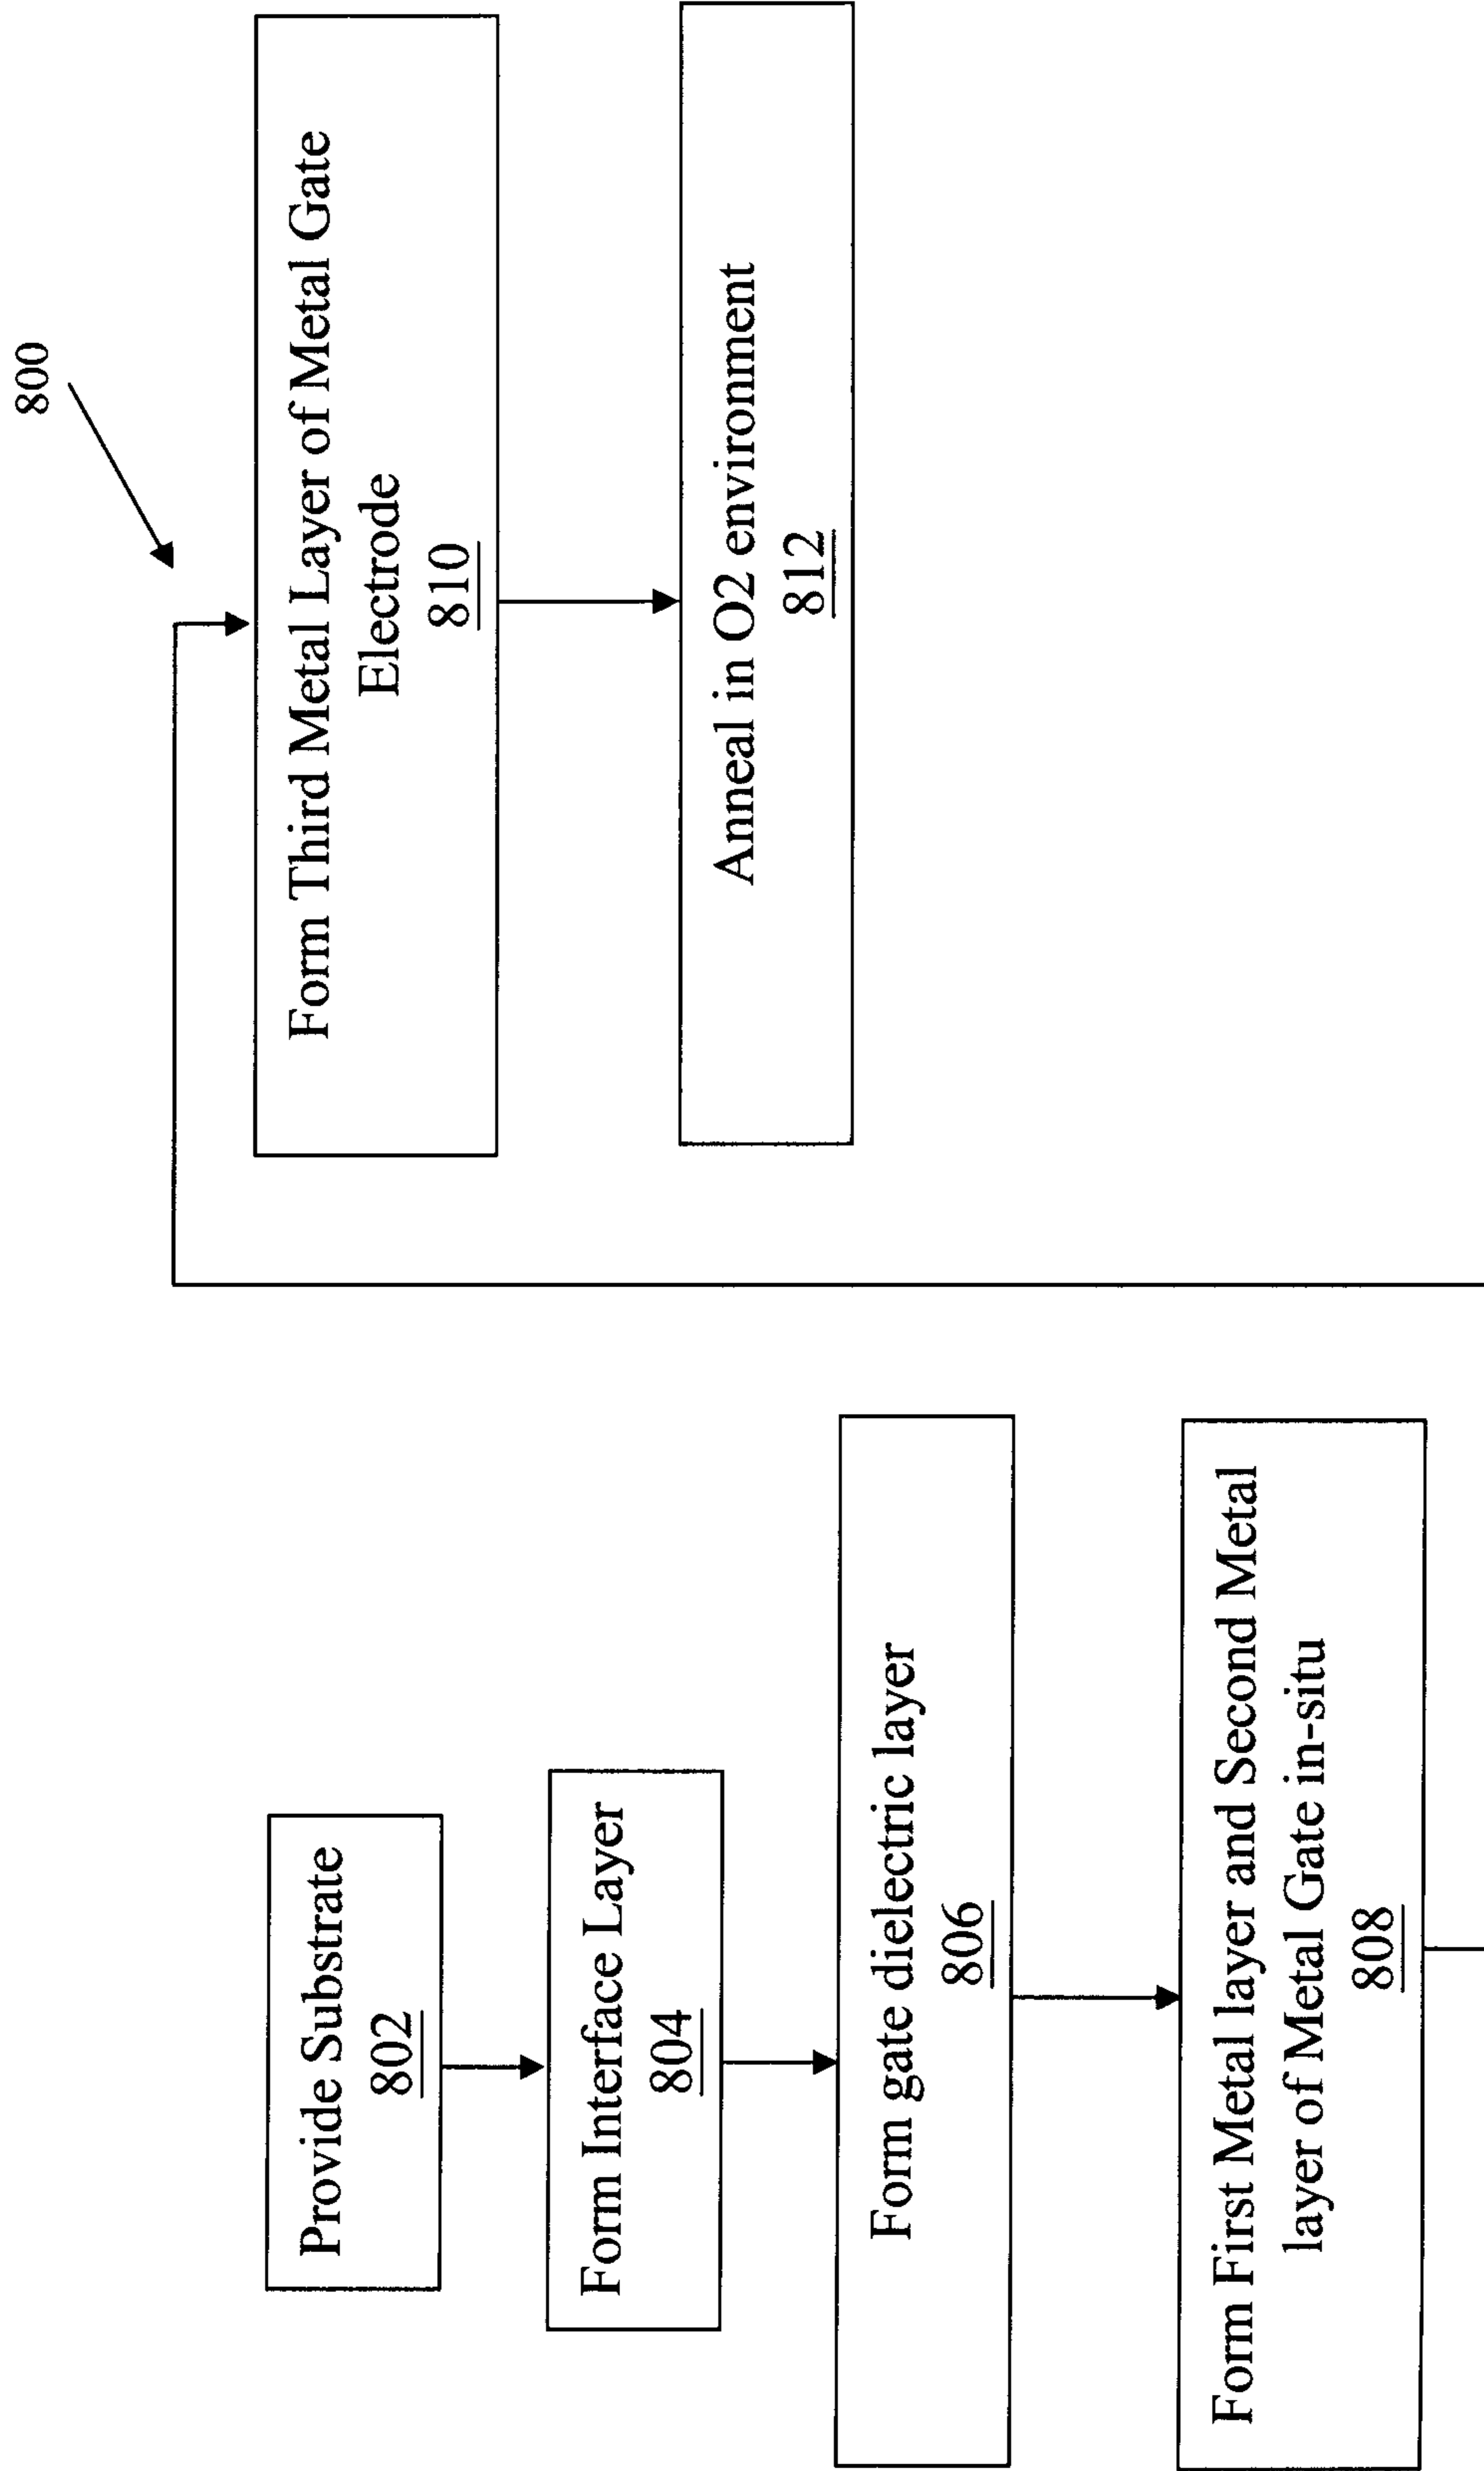 800
Provide Substrate
802
Form Interface Layer
804
Form gate dielectric layer
806
Form First Metal layer and Second Metal
layer of Metal Gate in-situ
808
Form Third Metal Layer of Metal Gate
Electrode
810
Anneal in O2 environment
812